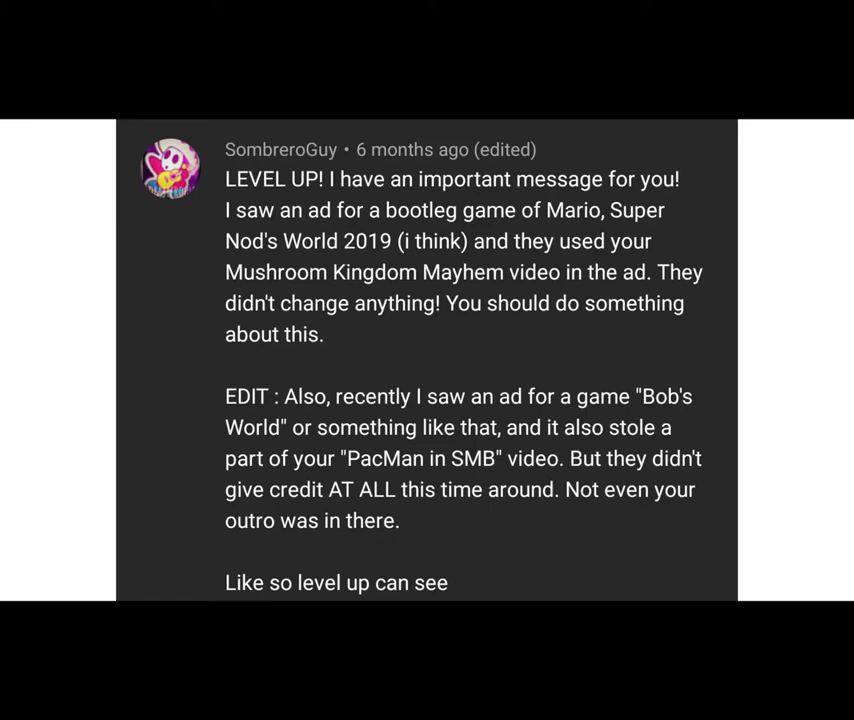 SombreroGuy • 6 months ago (edited)
LEVEL UP! I have an important message for you!
I saw an ad for a bootleg game of Mario, Super
Nod's World 2019 (i think) and they used your
Mushroom Kingdom Mayhem video in the ad. They
didn't change anything! You should do something
about this.
EDIT : Also, recently I saw an ad for a game "Bob's
World" or something like that, and it also stole a
part of your "PacMan in SMB" video. But they didn't
give credit AT ALL this time around. Not even your
outro was in there.
Like so level up can see